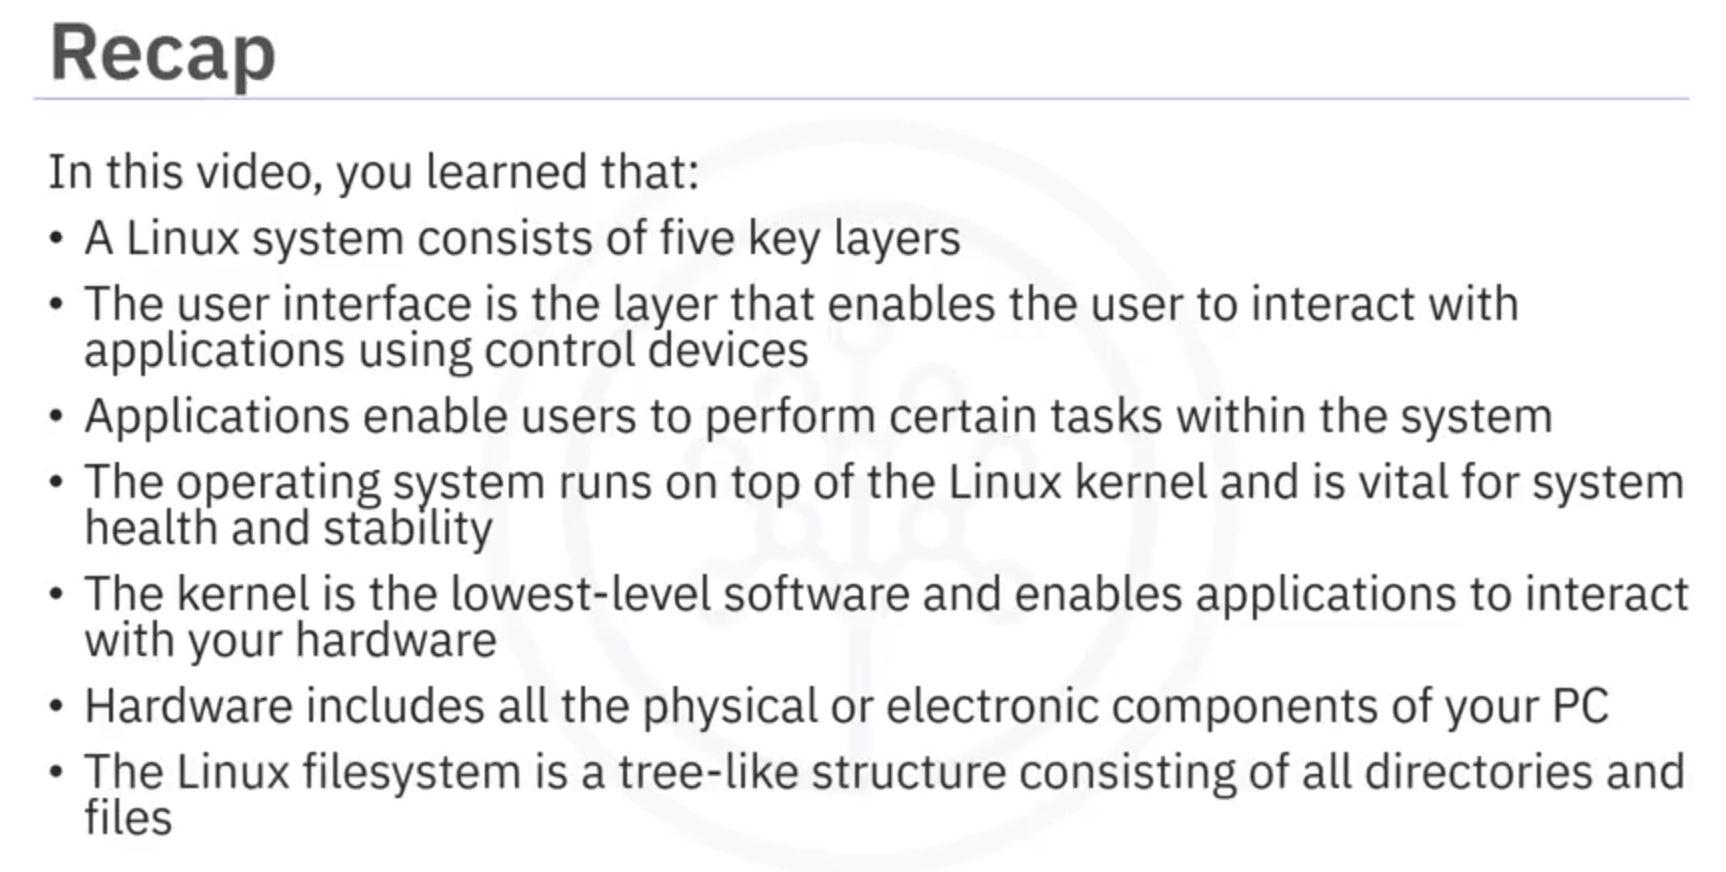 Recap
In this video, you learned that:
• A Linux system consists of five key layers
• The user interface is the layer that enables the user to interact with
applications using control devices
• Applications enable users to perform certain tasks within the system
• The operating system runs on top of the Linux kernel and is vital for system
health and stability
• The kernel is the lowest-level software and enables applications to interact
with your hardware
• Hardware includes all the physical or electronic components of your PC
• The Linux filesystem is a tree-like structure consisting of all directories and
files